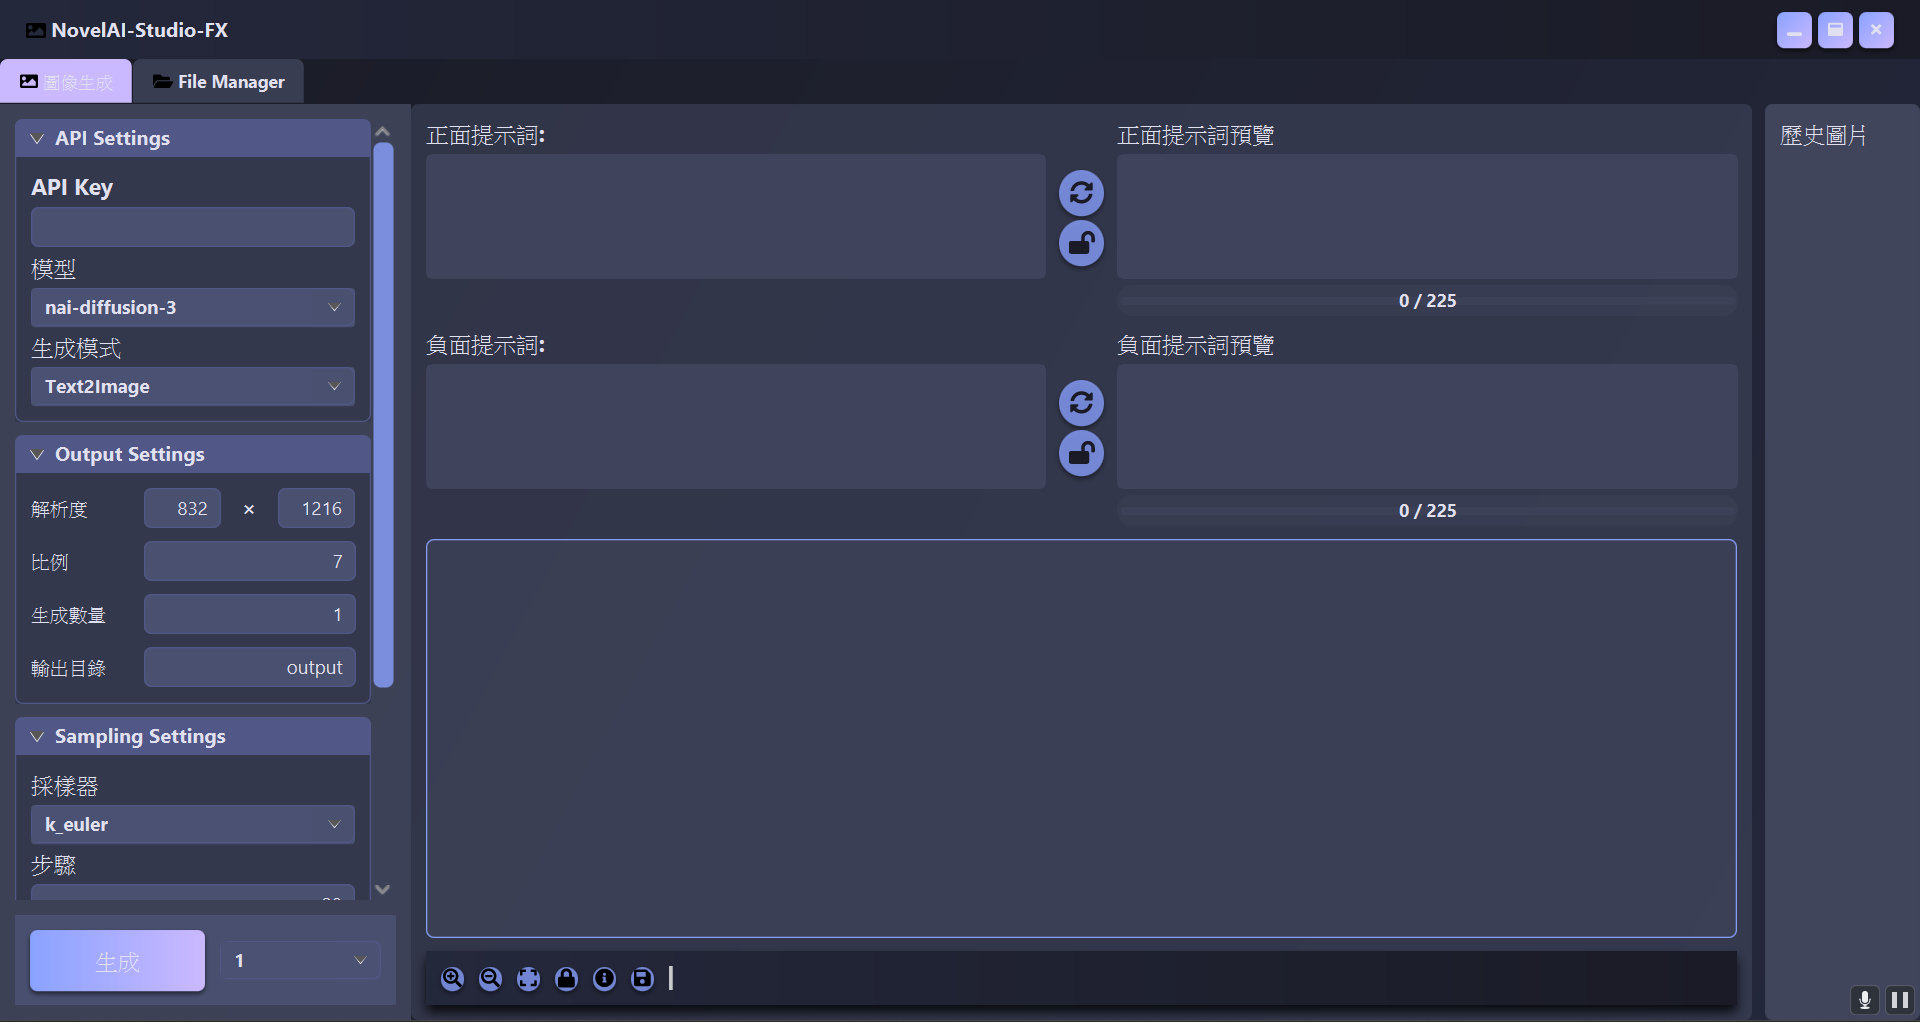 NovelAI-Studio-FX
圖像生成
File Manager
API Settings
API Key
模型
nai-diffusion-3
生成模式
Text2Image
Output Settings
解析度 832 × 1216
比例 7
生成數量 1
輸出目錄 output
Sampling Settings
採樣器
k_euler
步驟
生成 1
正面提示詞:
正面提示詞預覽
0 / 225
負面提示詞:
負面提示詞預覽
0 / 225
歷史圖片